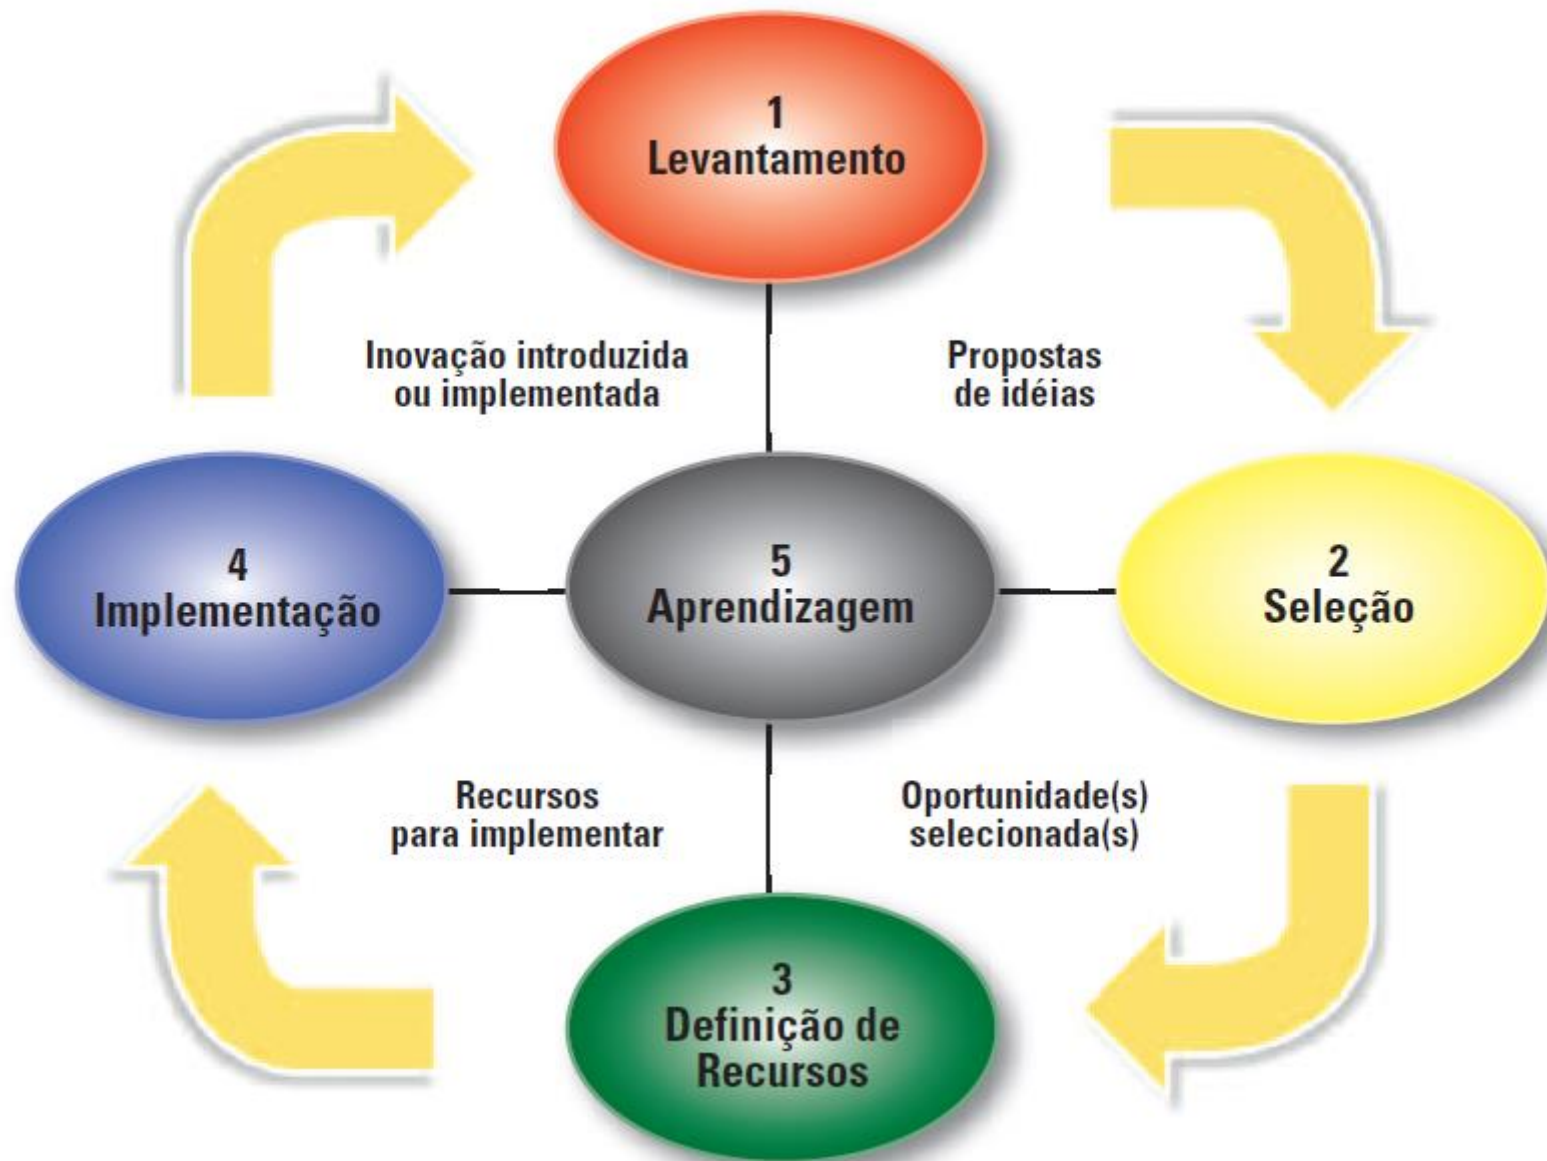 1
Levantamento
Inovação introduzida
ou implementada
Propostas
de idéias
4
Implementação
5
Aprendizagem
2
Seleção
Recursos
para implementar
Oportunidade(s)
selecionada(s)
3
Definição de
Recursos